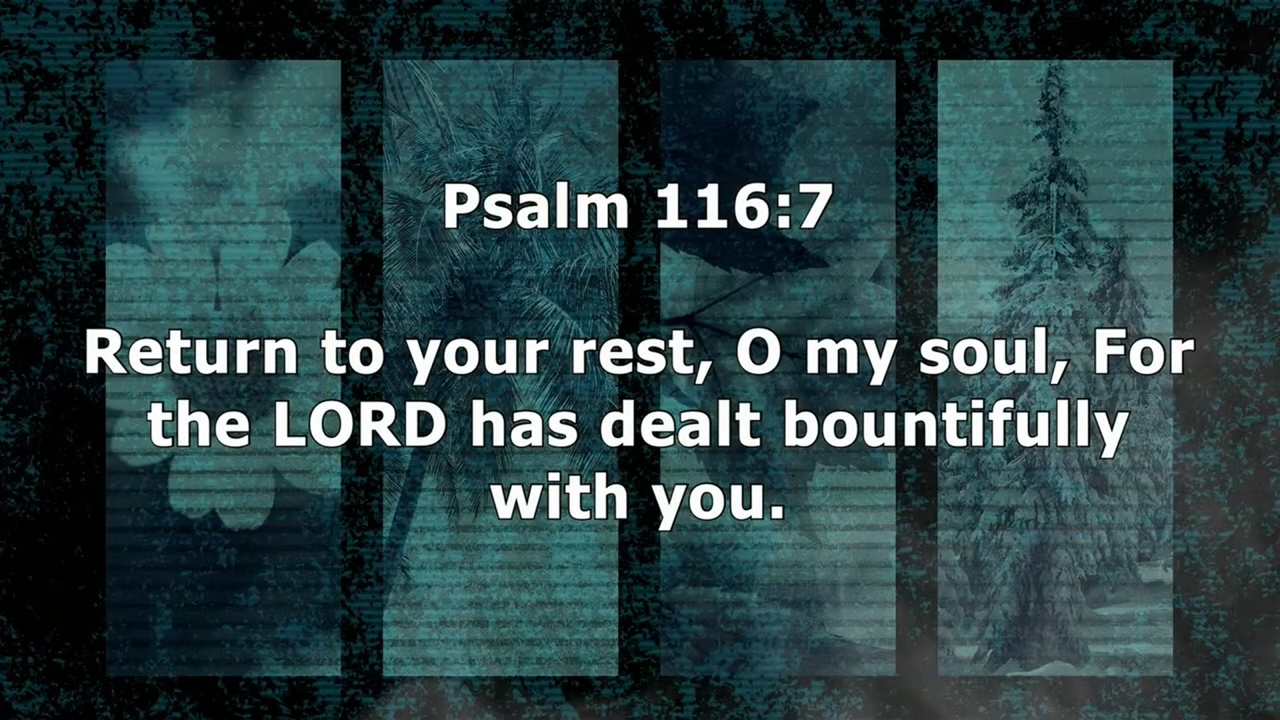 Psalm 116:7
Return to your rest, O my soul, For
the LORD has dealt bountifully
with you.